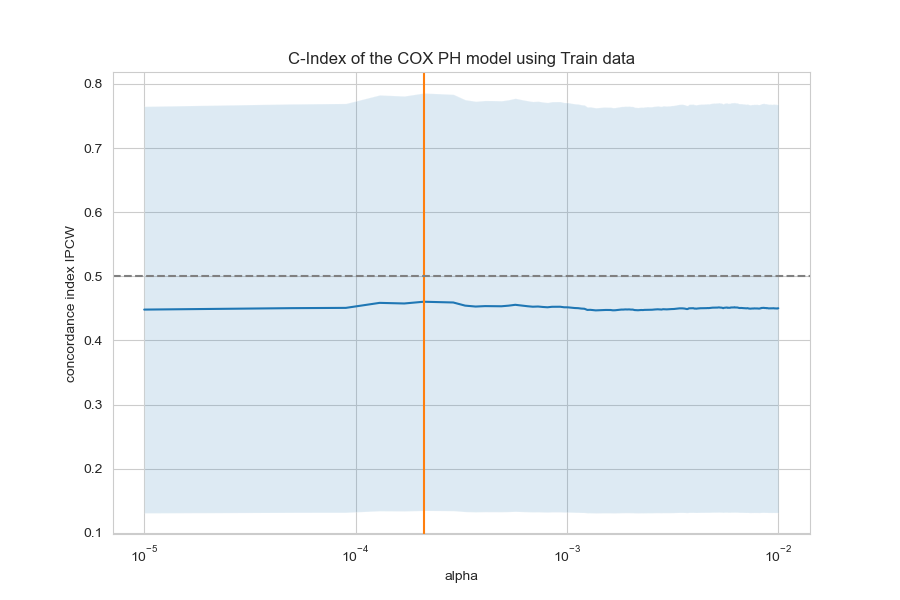 C-Index of the COX PH model using Train data
concordance index IPCW
0.8
0.7
0.6
0.5
0.4
0.3
0.2
0.1
10⁻⁵ 10⁻⁴ 10⁻³ 10⁻²
alpha